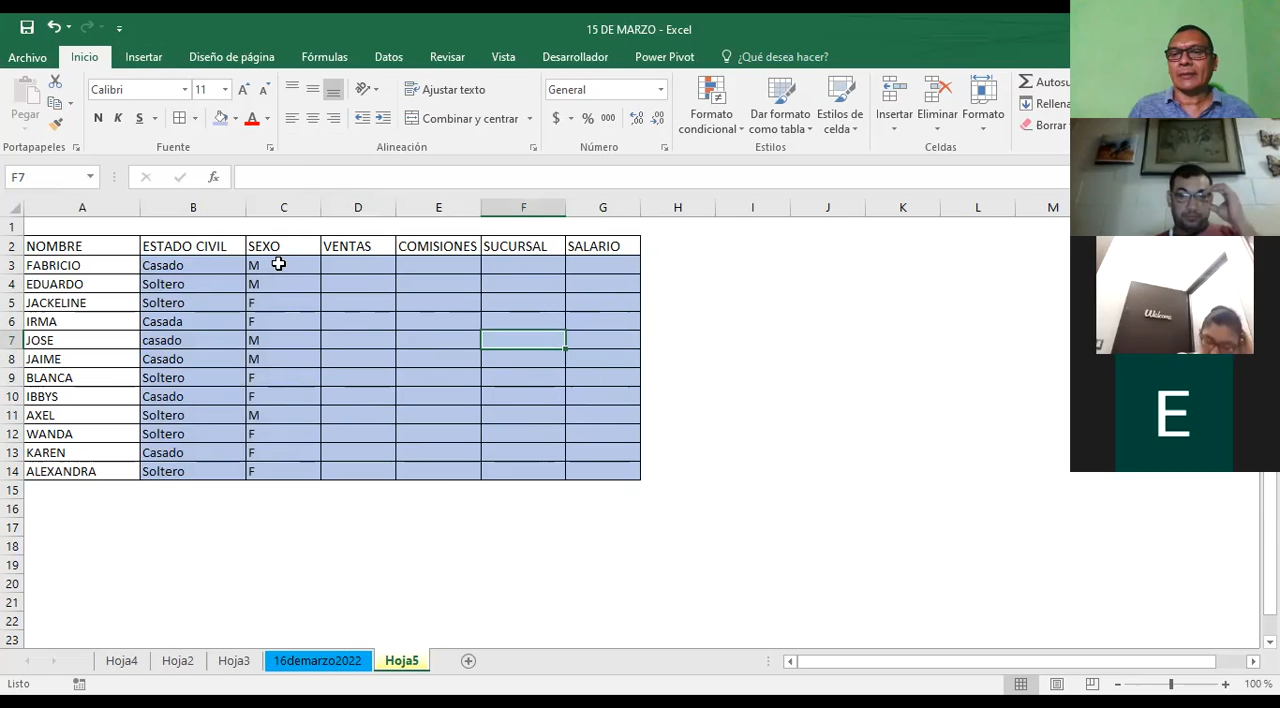 15 DE MARZO - Excel
Archivo Inicio Insertar Diseño de página Fórmulas Datos Revisar Vista Desarrollador Power Pivot ¿Qué desea hacer?
Pegar
Calibri 11
N K S
Ajustar texto
Combinar y centrar
General
$ % 000
Formato condicional
Dar formato como tabla
Estilos de celda
Insertar Eliminar Formato
Autosu
Rellena
Borrar
Portapapeles Fuente Alineación Número Estilos Celdas
F7 fx
A B C D E F G H I J K L M
1
2 NOMBRE ESTADO CIVIL SEXO VENTAS COMISIONES SUCURSAL SALARIO
3 FABRICIO Casado M
4 EDUARDO Soltero M
5 JACKELINE Soltero F
6 IRMA Casada F
7 JOSE casado M
8 JAIME Casado M
9 BLANCA Soltero F
10 IBBYS Casado F
11 AXEL Soltero M
12 WANDA Soltero F
13 KAREN Casado F
14 ALEXANDRA Soltero F
15
16
17
18
19
20
21
22
23
Welcome
E
Hoja4 Hoja2 Hoja3 16demarzo2022 Hoja5
Listo 100 %